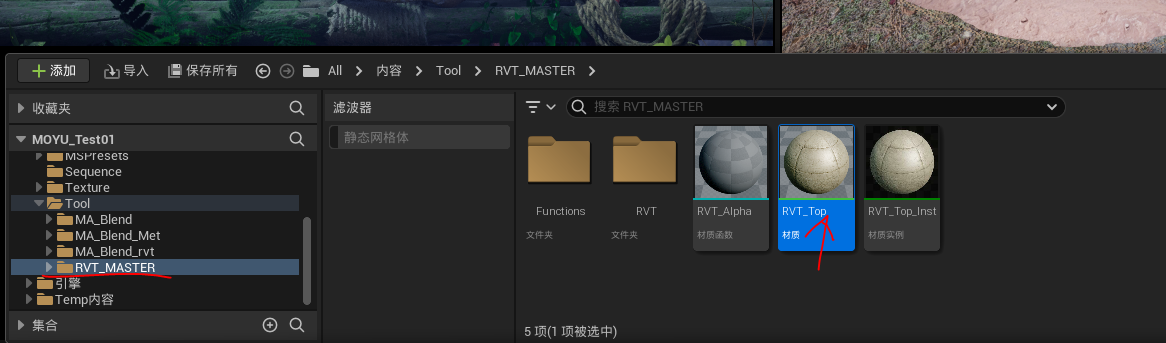 添加 导入 保存所有 All 内容 Tool RVT_MASTER
收藏夹
MOYU_Test01
MSPresets
Sequence
Texture
Tool
MA_Blend
MA_Blend_Met
MA_Blend_rvt
RVT_MASTER
引擎
Temp内容
集合
滤波器
静态网格体
搜索 RVT_MASTER
Functions RVT RVT_Alpha RVT_Top RVT_Top_Inst
文件夹 文件夹 材质函数 材质 材质实例
5 项(1 项被选中)